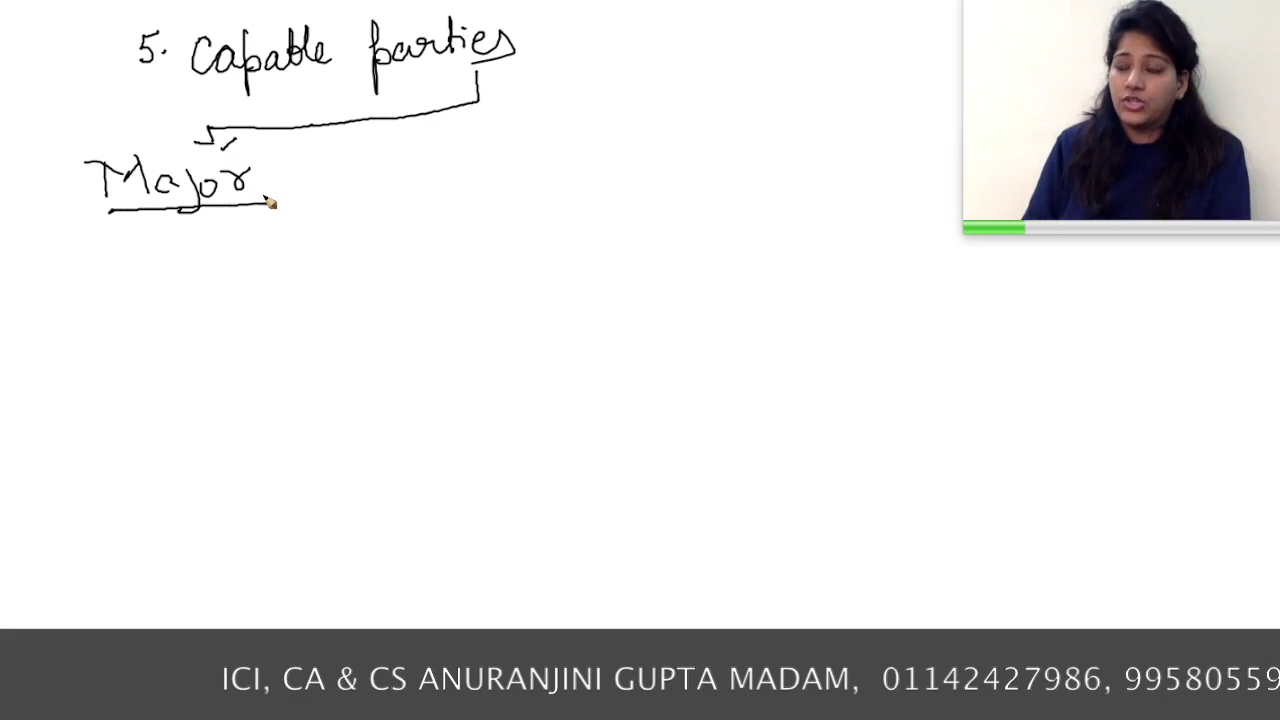 5. Capable parties
Major
ICI, CA & CS ANURANJINI GUPTA MADAM, 01142427986, 99580559